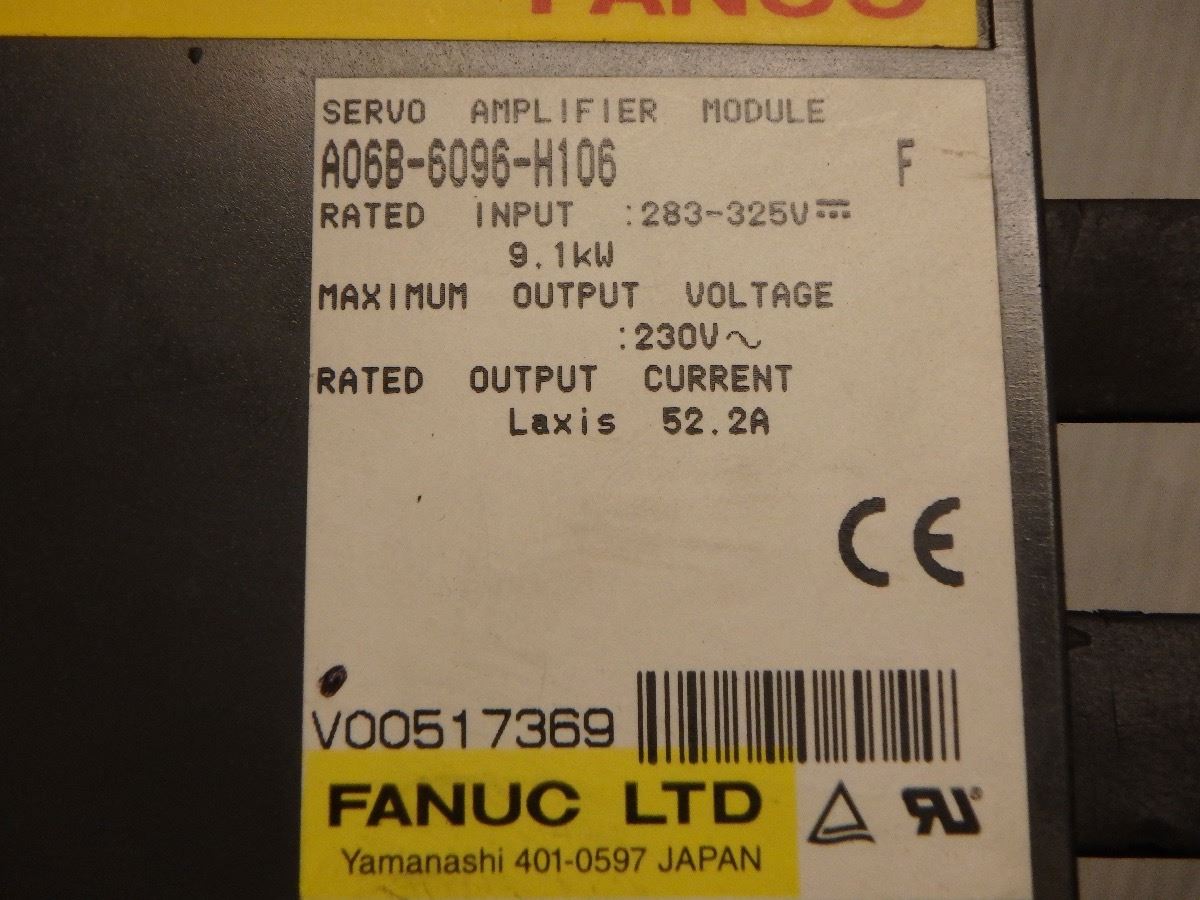 FANUC
SERVO AMPLIFIER MODULE
A06B-6096-H106 F
RATED INPUT :283-325V⎓
9.1kW
MAXIMUM OUTPUT VOLTAGE
:230V～
RATED OUTPUT CURRENT
Laxis 52.2A
CE
V00517369
FANUC LTD
Yamanashi 401-0597 JAPAN